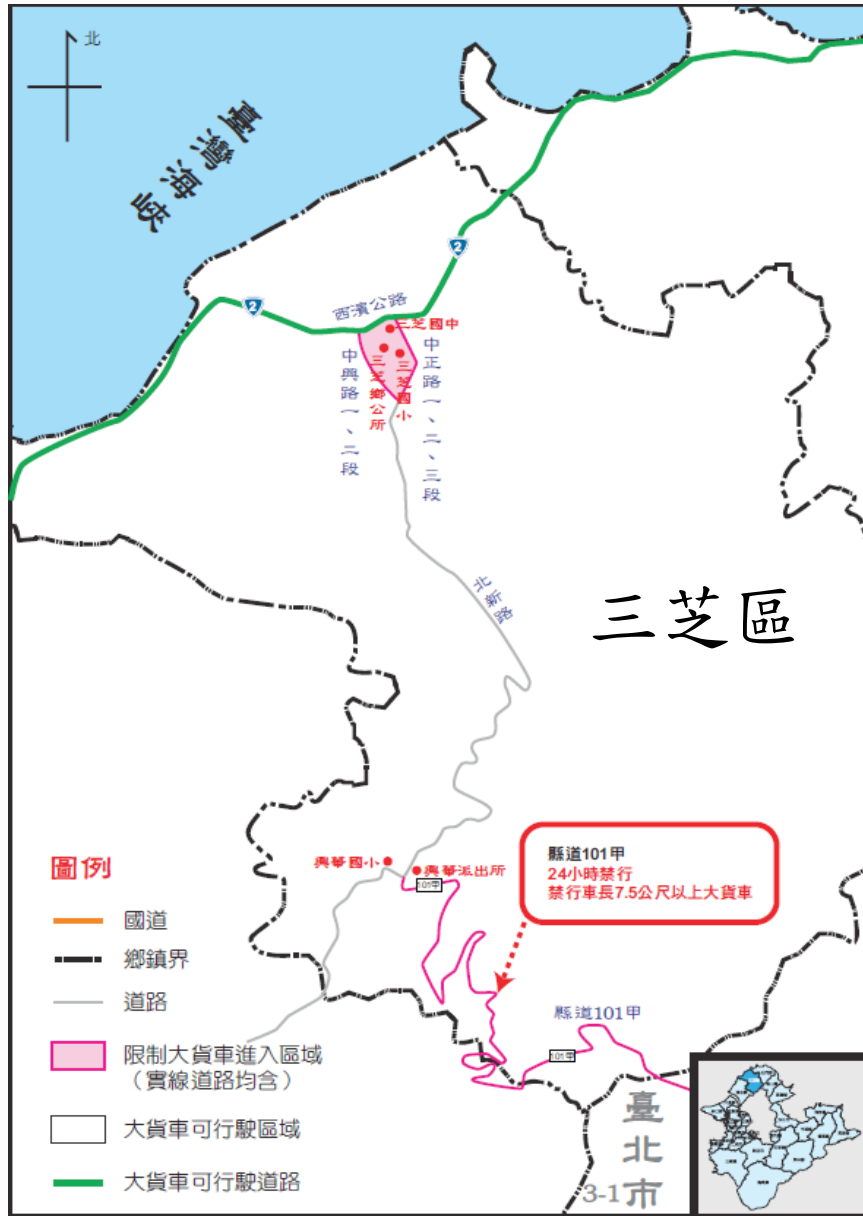 北
臺灣海峽
2
2
西濱公路
三芝國中
三芝鄉公所
三芝國小
中興路一、二段
中正路一、二、三段
北新路
三芝區
興華國小
興華派出所
101甲
縣道101甲
24小時禁行
禁行車長7.5公尺以上大貨車
縣道101甲
101甲
臺北市
3-1
圖例
國道
鄉鎮界
道路
限制大貨車進入區域
（實線道路均含）
大貨車可行駛區域
大貨車可行駛道路